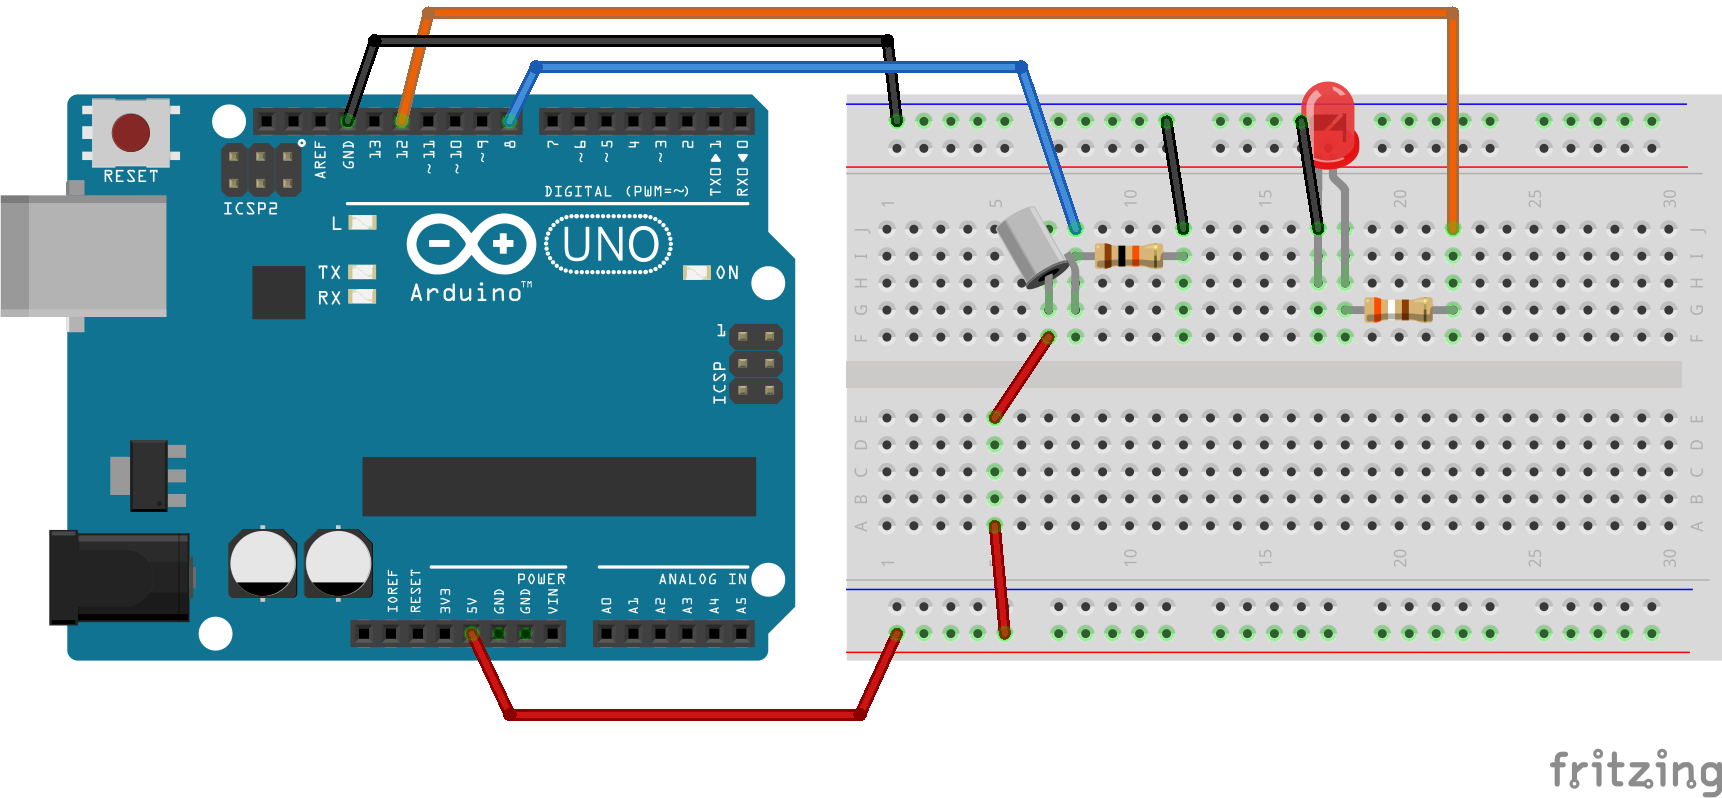 RESET
ICSP2
AREF
GND
13
12
~11
~10
~9
8
7
~6
~5
4
~3
2
TX0▶1
RX0◀0
DIGITAL (PWM=~)
L
TX
RX
UNO
Arduino™
ON
1
ICSP
IOREF
RESET
3V3
5V
GND
GND
VIN
POWER
ANALOG IN
A0
A1
A2
A3
A4
A5
1 5 10 15 20 25 30
J J
I I
H H
G G
F F
E E
D D
C C
B B
A A
1 10 15 20 25 30
fritzing